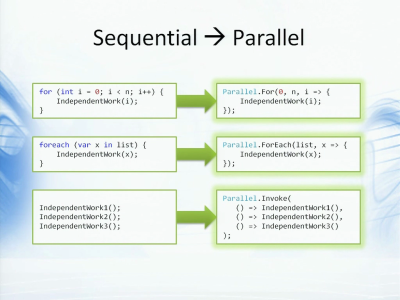 Sequential → Parallel
for (int i = 0; i < n; i++) {
    IndependentWork(i);
}
Parallel.For(0, n, i => {
    IndependentWork(i);
});
foreach (var x in list) {
    IndependentWork(x);
}
Parallel.ForEach(list, x => {
    IndependentWork(x);
});
IndependentWork1();
IndependentWork2();
IndependentWork3();
Parallel.Invoke(
    () => IndependentWork1(),
    () => IndependentWork2(),
    () => IndependentWork3()
);